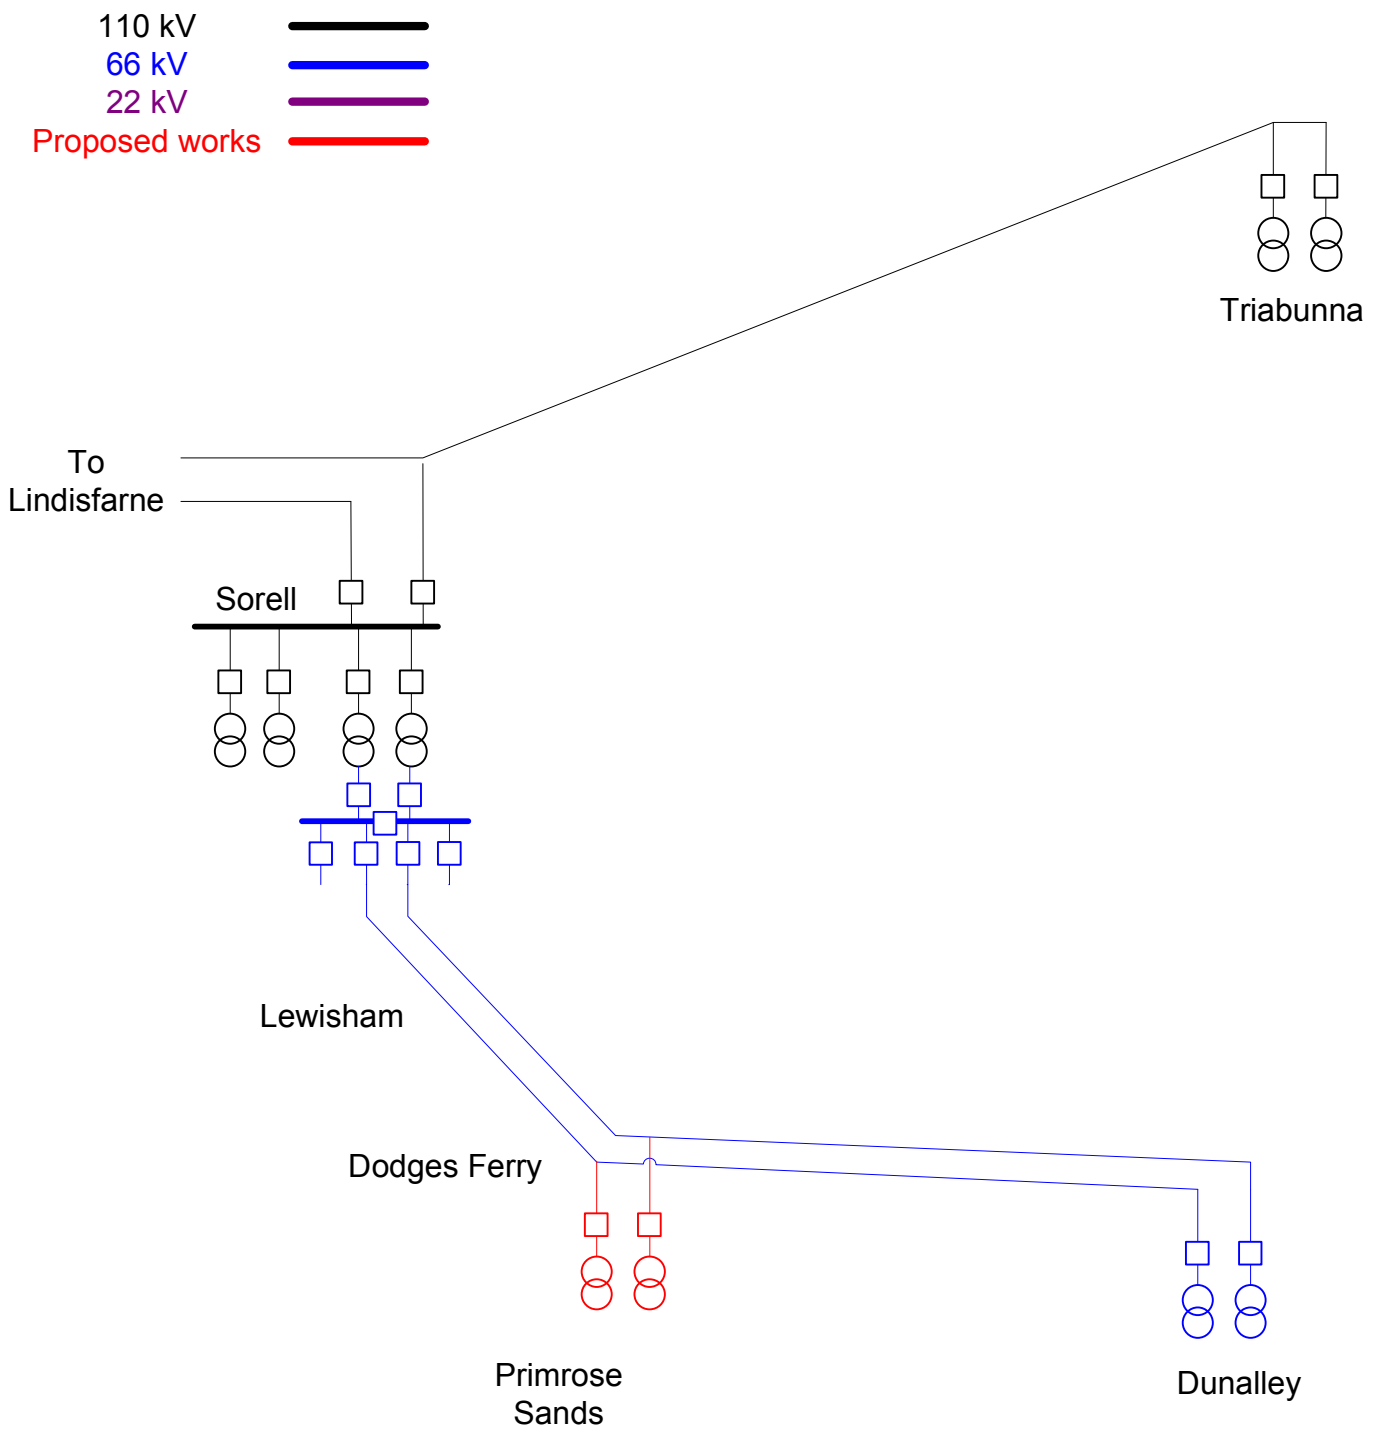 110 kV
66 kV
22 kV
Proposed works
Triabunna
To
Lindisfarne
Sorell
Lewisham
Dodges Ferry
Primrose
Sands
Dunalley